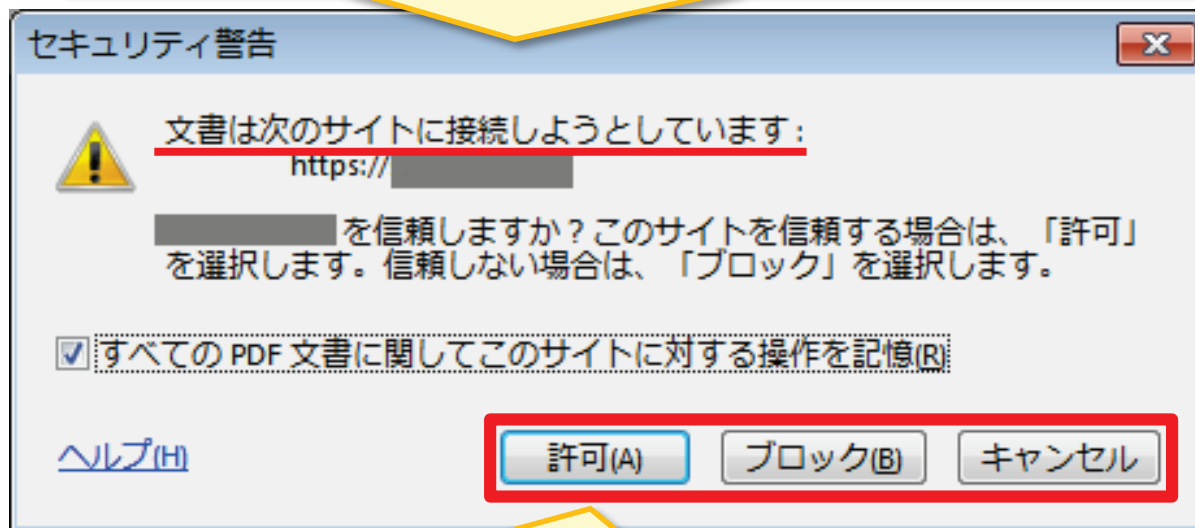 セキュリティ警告
文書は次のサイトに接続しようとしています:
https://
を信頼しますか？このサイトを信頼する場合は、「許可」
を選択します。信頼しない場合は、「ブロック」を選択します。
すべての PDF 文書に関してこのサイトに対する操作を記憶(R)
ヘルプ(H)
許可(A)
ブロック(B)
キャンセル